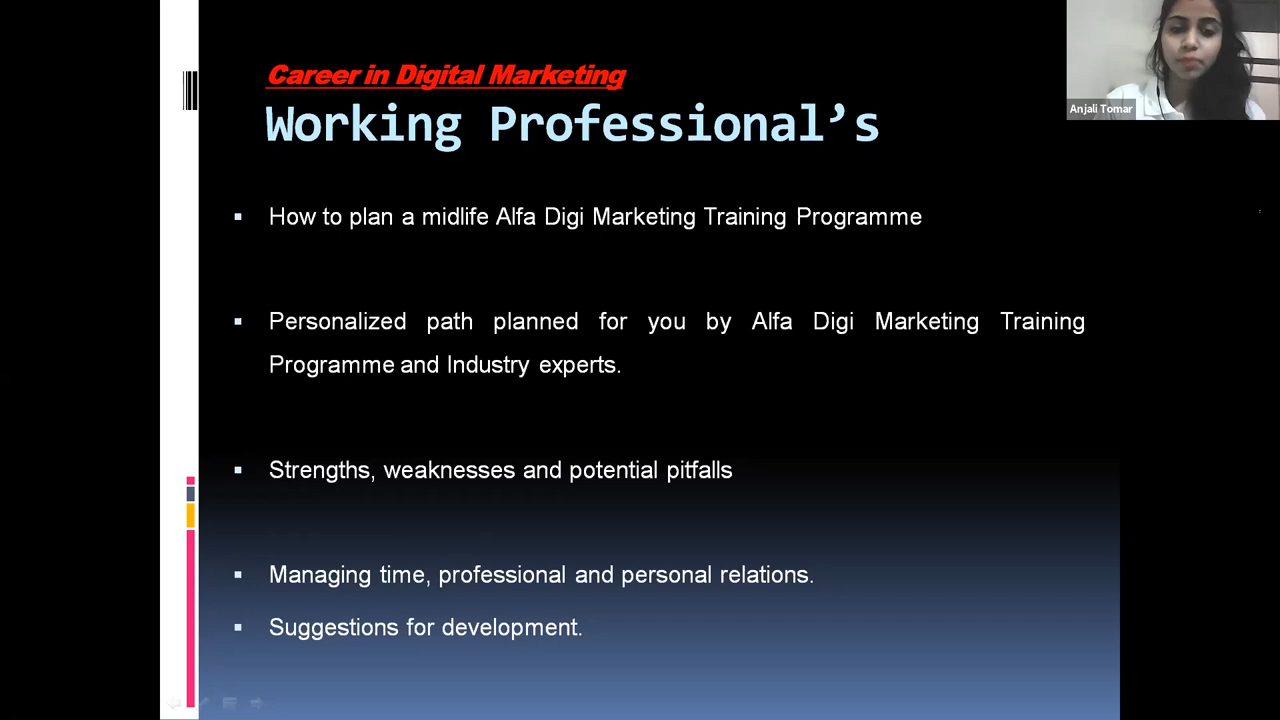 Career in Digital Marketing
Working Professional’s
Anjali Tomar
▪ How to plan a midlife Alfa Digi Marketing Training Programme
▪ Personalized path planned for you by Alfa Digi Marketing Training
Programme and Industry experts.
▪ Strengths, weaknesses and potential pitfalls
▪ Managing time, professional and personal relations.
▪ Suggestions for development.